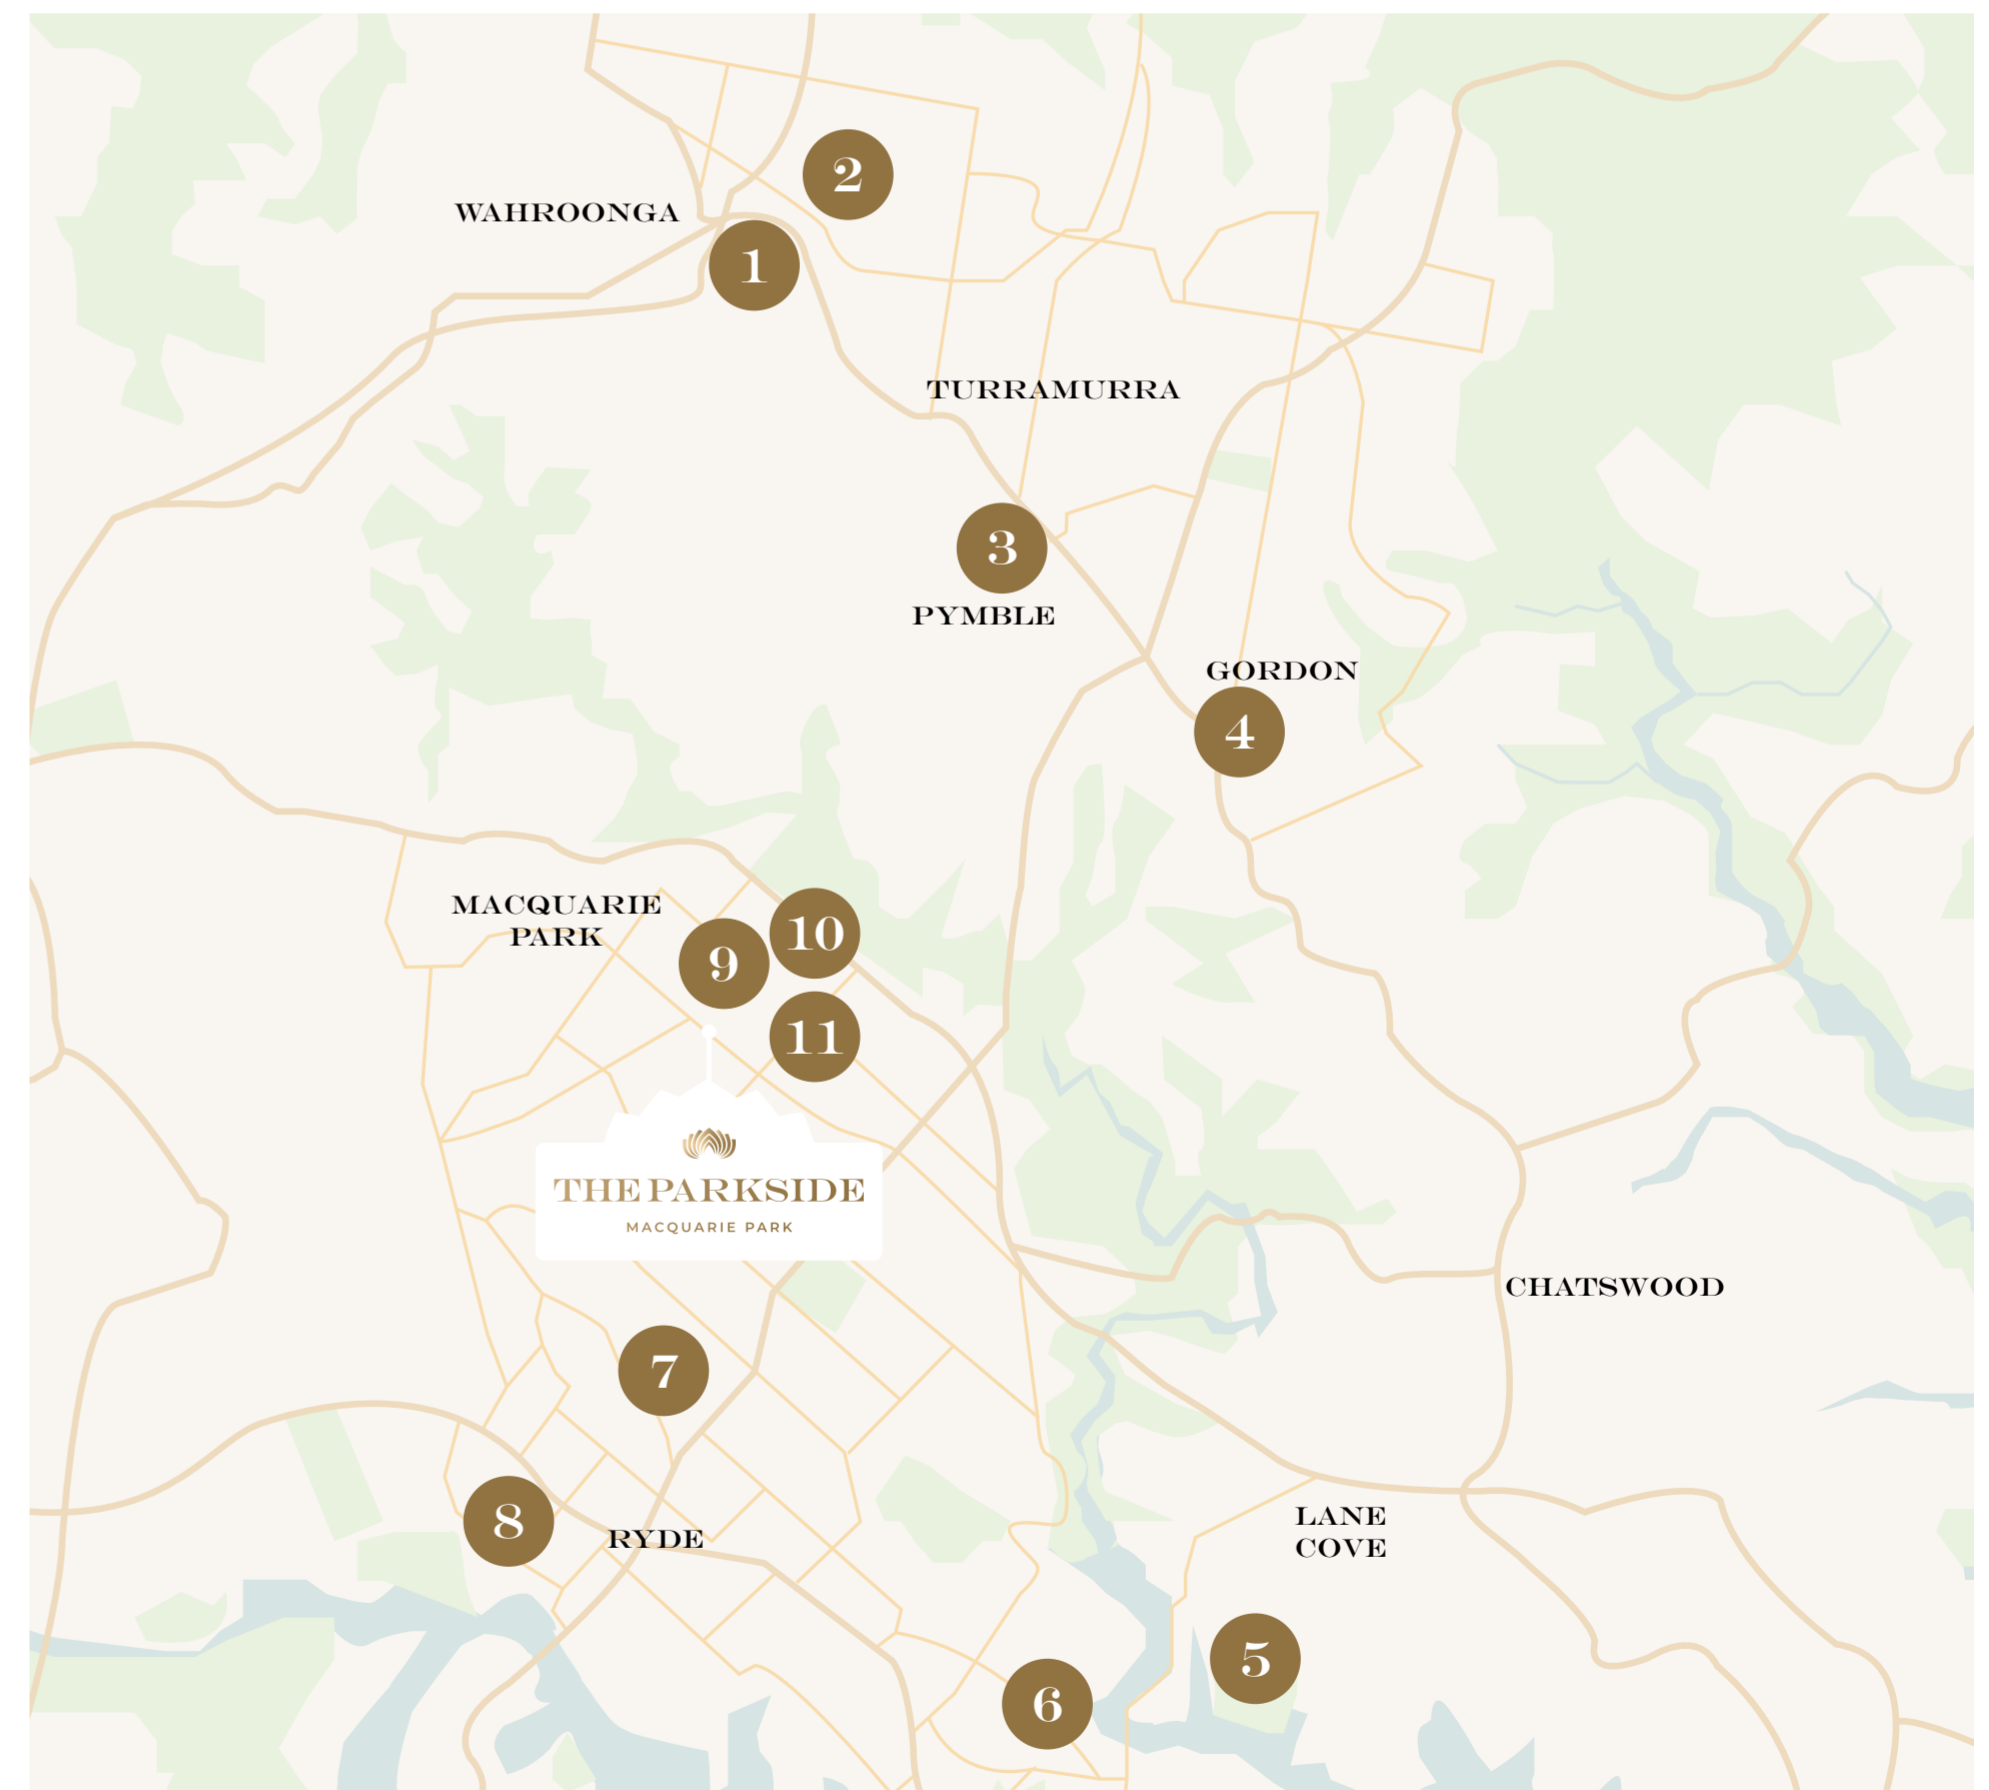 2
WAHROONGA
1
TURRAMURRA
3
PYMBLE
GORDON
4
MACQUARIE
PARK
10
9
11
THE PARKSIDE
MACQUARIE PARK
CHATSWOOD
7
8
RYDE
LANE
COVE
5
6